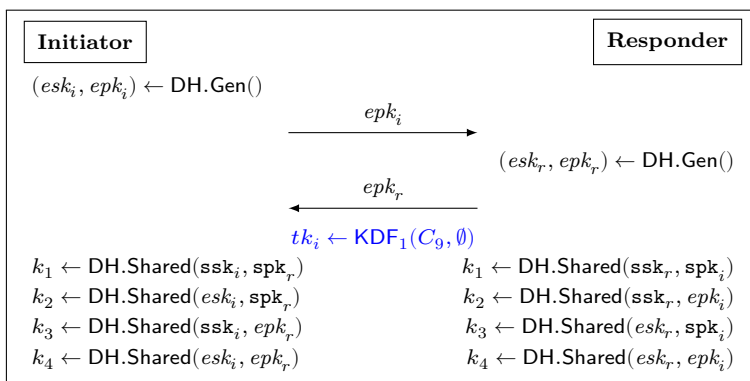 Initiator Responder
(esk_i, epk_i) ← DH.Gen()
epk_i
(esk_r, epk_r) ← DH.Gen()
epk_r
tk_i ← KDF_1(C_9, ∅)
k_1 ← DH.Shared(ssk_i, spk_r) k_1 ← DH.Shared(ssk_r, spk_i)
k_2 ← DH.Shared(esk_i, spk_r) k_2 ← DH.Shared(ssk_r, epk_i)
k_3 ← DH.Shared(ssk_i, epk_r) k_3 ← DH.Shared(esk_r, spk_i)
k_4 ← DH.Shared(esk_i, epk_r) k_4 ← DH.Shared(esk_r, epk_i)